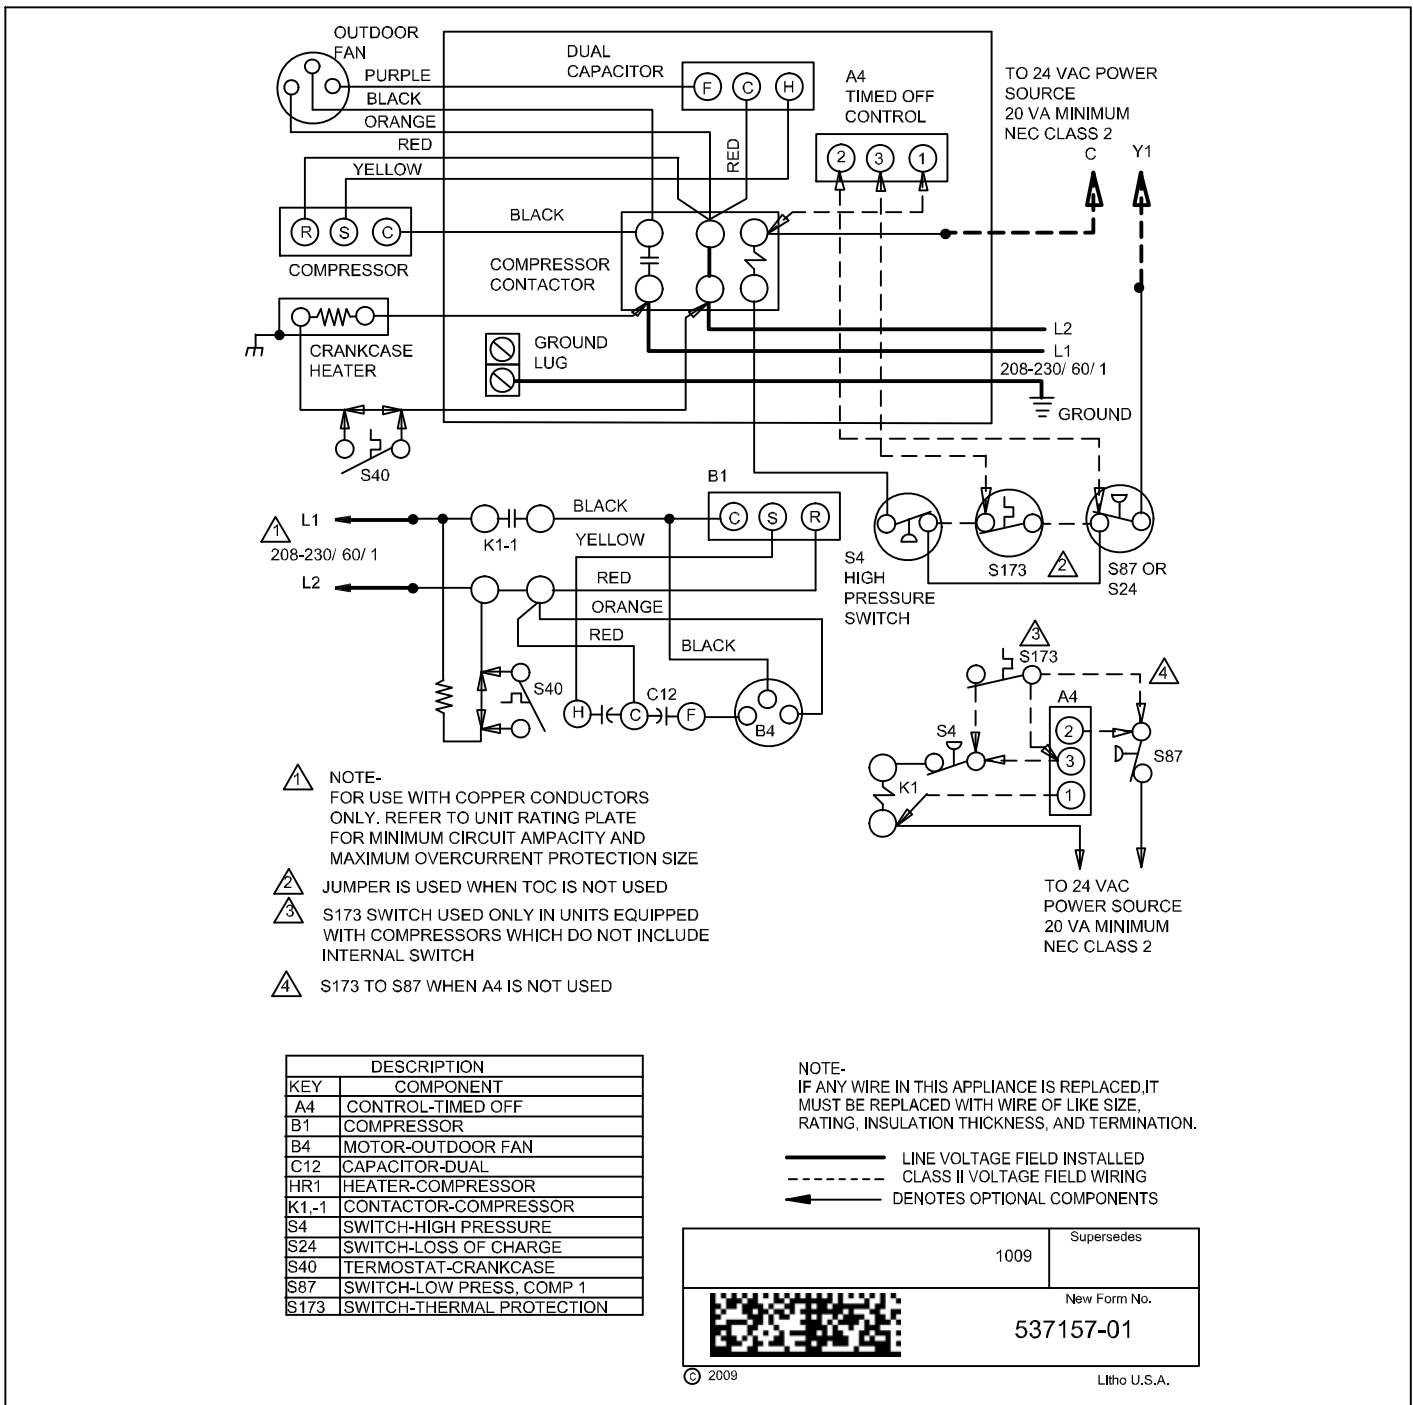 OUTDOOR
FAN
PURPLE
BLACK
ORANGE
RED
YELLOW
DUAL
CAPACITOR
F C H
RED
A4
TIMED OFF
CONTROL
2 3 1
TO 24 VAC POWER
SOURCE
20 VA MINIMUM
NEC CLASS 2
C Y1
R S C
COMPRESSOR
BLACK
COMPRESSOR
CONTACTOR
CRANKCASE
HEATER
GROUND
LUG
L2
L1
208-230/ 60/ 1
GROUND
S40
1
L1
208-230/ 60/ 1
L2
K1-1
BLACK
YELLOW
RED
ORANGE
RED
BLACK
B1
C S R
S40
H C F
C12
B4
S4
HIGH
PRESSURE
SWITCH
S173
2
S87 OR
S24
3
S173
4
A4
2
3
1
S4
S87
K1
TO 24 VAC
POWER SOURCE
20 VA MINIMUM
NEC CLASS 2
1 NOTE-
FOR USE WITH COPPER CONDUCTORS
ONLY. REFER TO UNIT RATING PLATE
FOR MINIMUM CIRCUIT AMPACITY AND
MAXIMUM OVERCURRENT PROTECTION SIZE
2 JUMPER IS USED WHEN TOC IS NOT USED
3 S173 SWITCH USED ONLY IN UNITS EQUIPPED
WITH COMPRESSORS WHICH DO NOT INCLUDE
INTERNAL SWITCH
4 S173 TO S87 WHEN A4 IS NOT USED
DESCRIPTION
KEY COMPONENT
A4 CONTROL-TIMED OFF
B1 COMPRESSOR
B4 MOTOR-OUTDOOR FAN
C12 CAPACITOR-DUAL
HR1 HEATER-COMPRESSOR
K1,-1 CONTACTOR-COMPRESSOR
S4 SWITCH-HIGH PRESSURE
S24 SWITCH-LOSS OF CHARGE
S40 TERMOSTAT-CRANKCASE
S87 SWITCH-LOW PRESS, COMP 1
S173 SWITCH-THERMAL PROTECTION
NOTE-
IF ANY WIRE IN THIS APPLIANCE IS REPLACED,IT
MUST BE REPLACED WITH WIRE OF LIKE SIZE,
RATING, INSULATION THICKNESS, AND TERMINATION.
LINE VOLTAGE FIELD INSTALLED
CLASS II VOLTAGE FIELD WIRING
DENOTES OPTIONAL COMPONENTS
1009
Supersedes
New Form No.
537157-01
© 2009
Litho U.S.A.